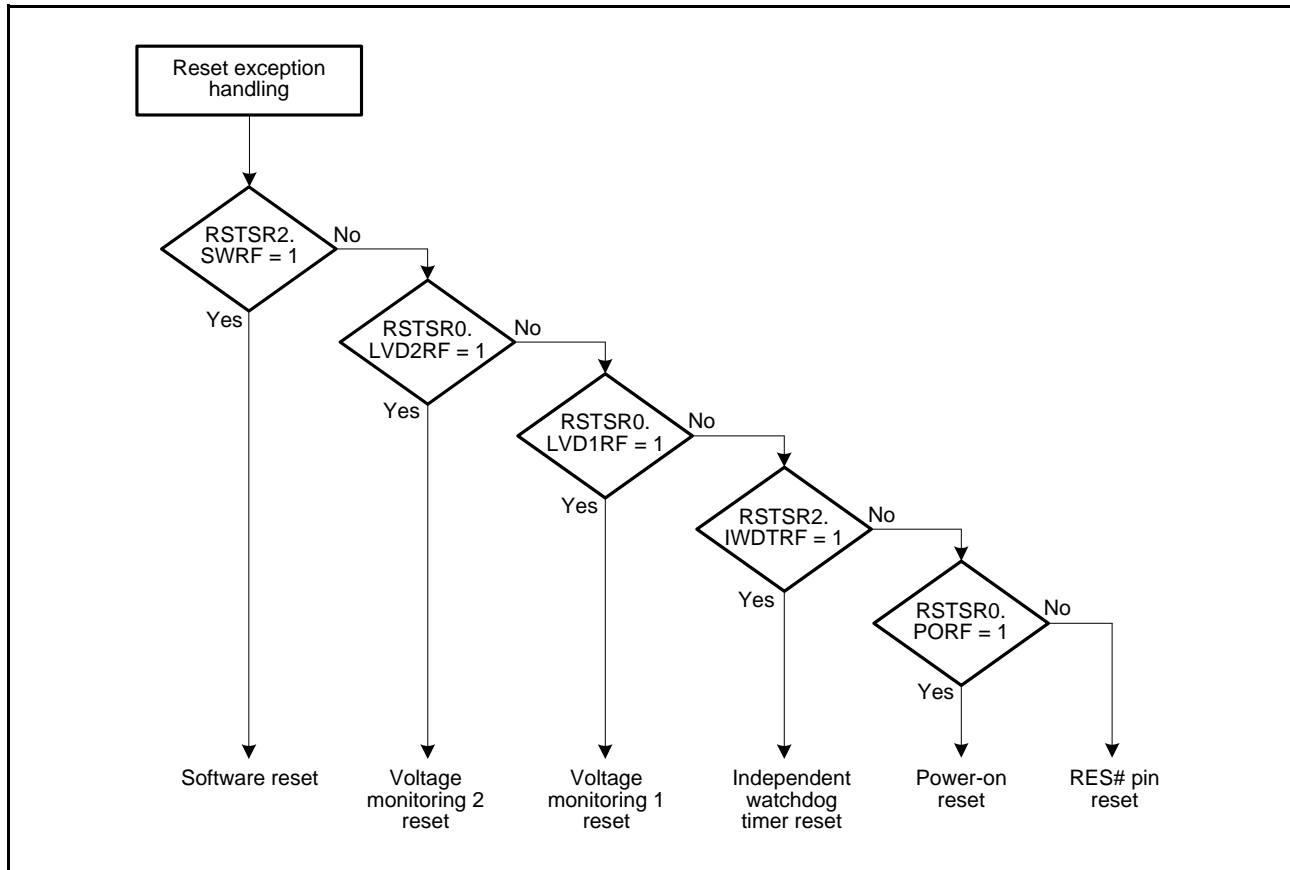 Reset exception
handling
RSTSR2.
SWRF = 1
No
Yes
RSTSR0.
LVD2RF = 1
No
Yes
RSTSR0.
LVD1RF = 1
No
Yes
RSTSR2.
IWDTRF = 1
No
Yes
RSTSR0.
PORF = 1
No
Yes
Software reset
Voltage
monitoring 2
reset
Voltage
monitoring 1
reset
Independent
watchdog
timer reset
Power-on
reset
RES# pin
reset